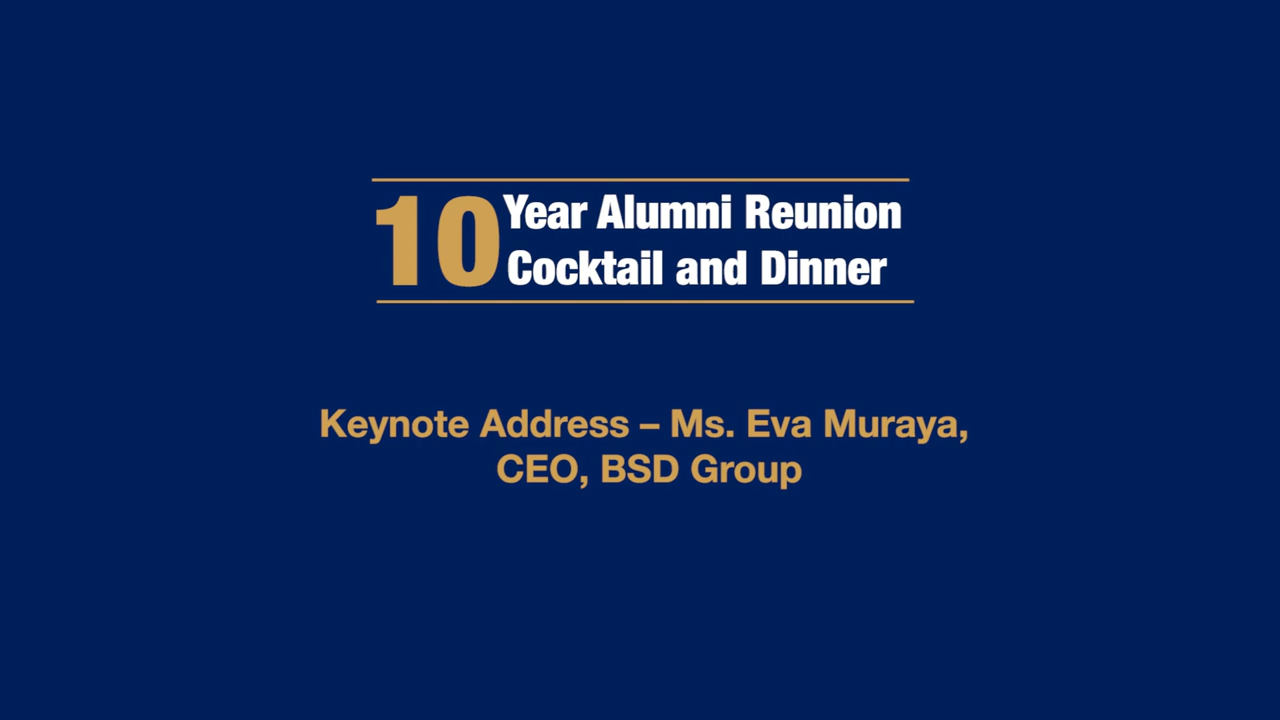 10 Year Alumni Reunion
Cocktail and Dinner
Keynote Address – Ms. Eva Muraya,
CEO, BSD Group